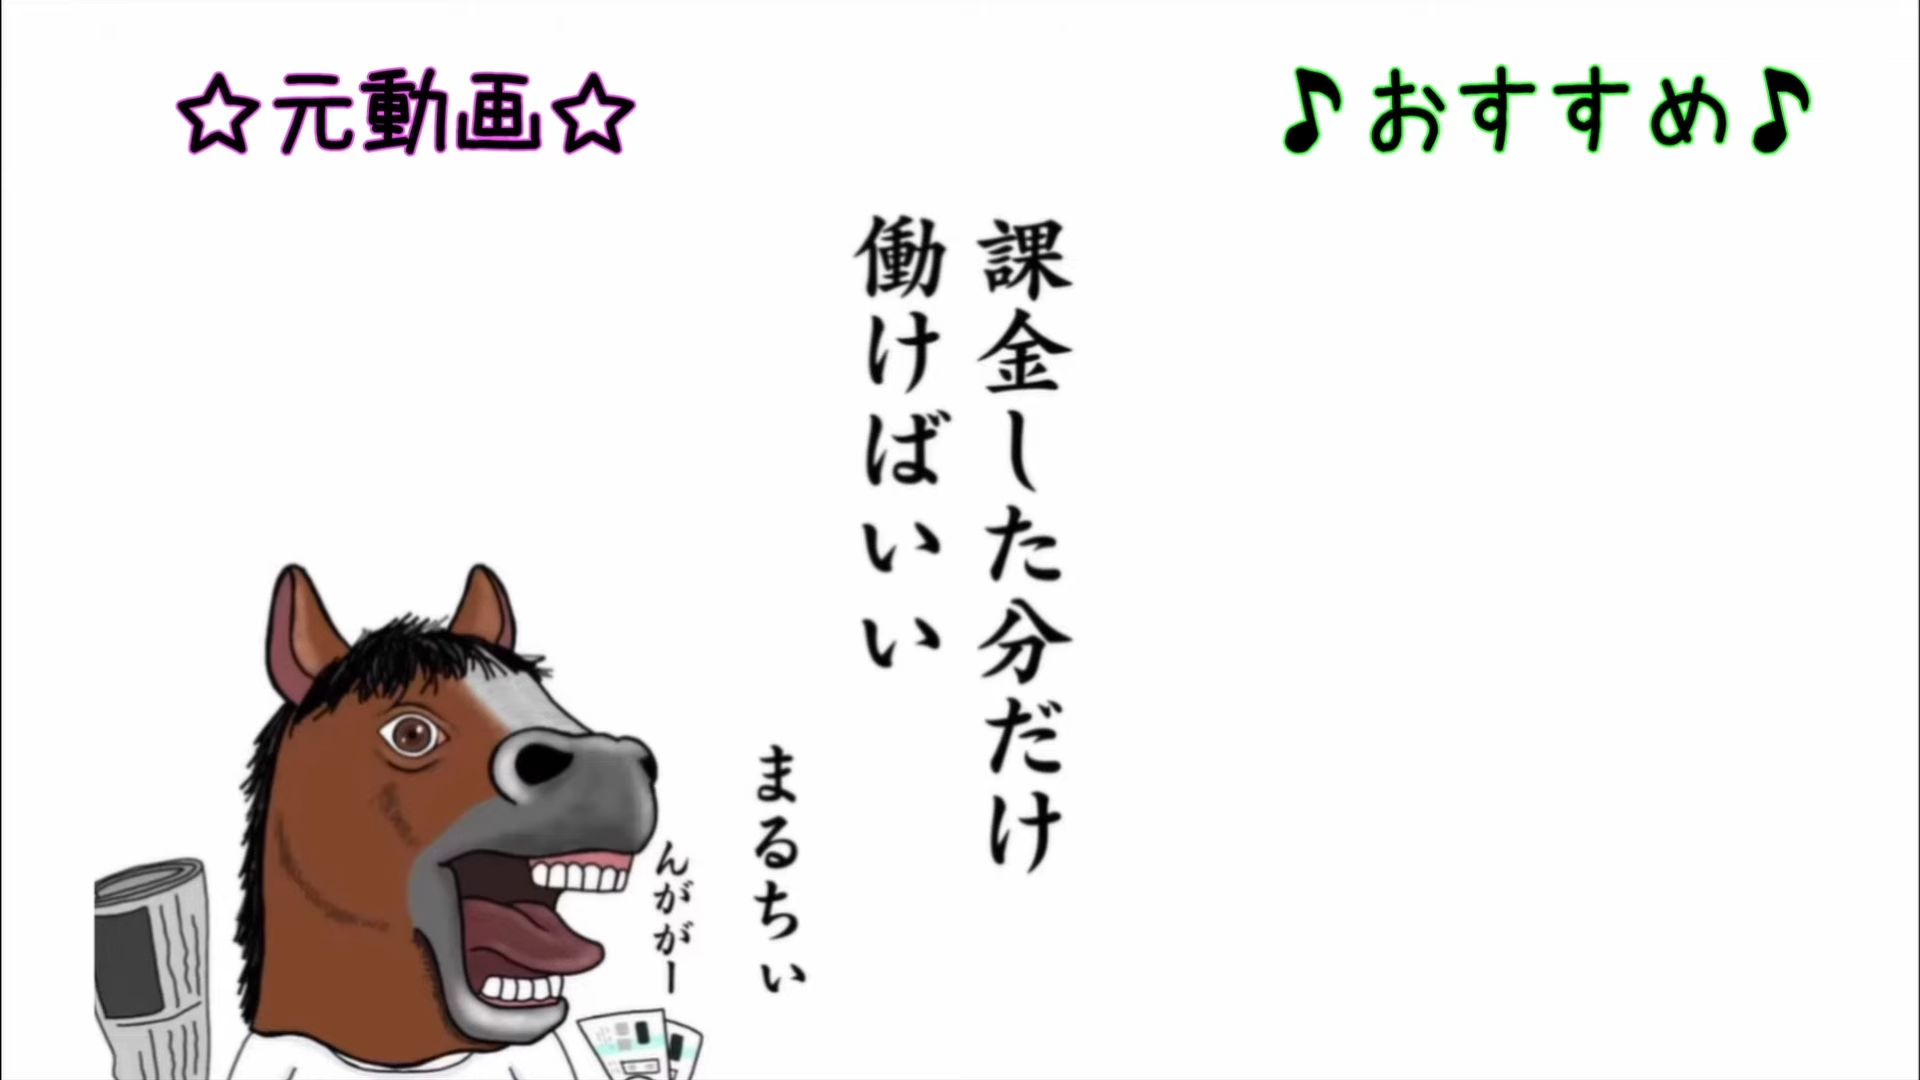 ☆元動画☆
♪おすすめ♪
課金した分だけ
働けばいい
まるちぃ
んががー